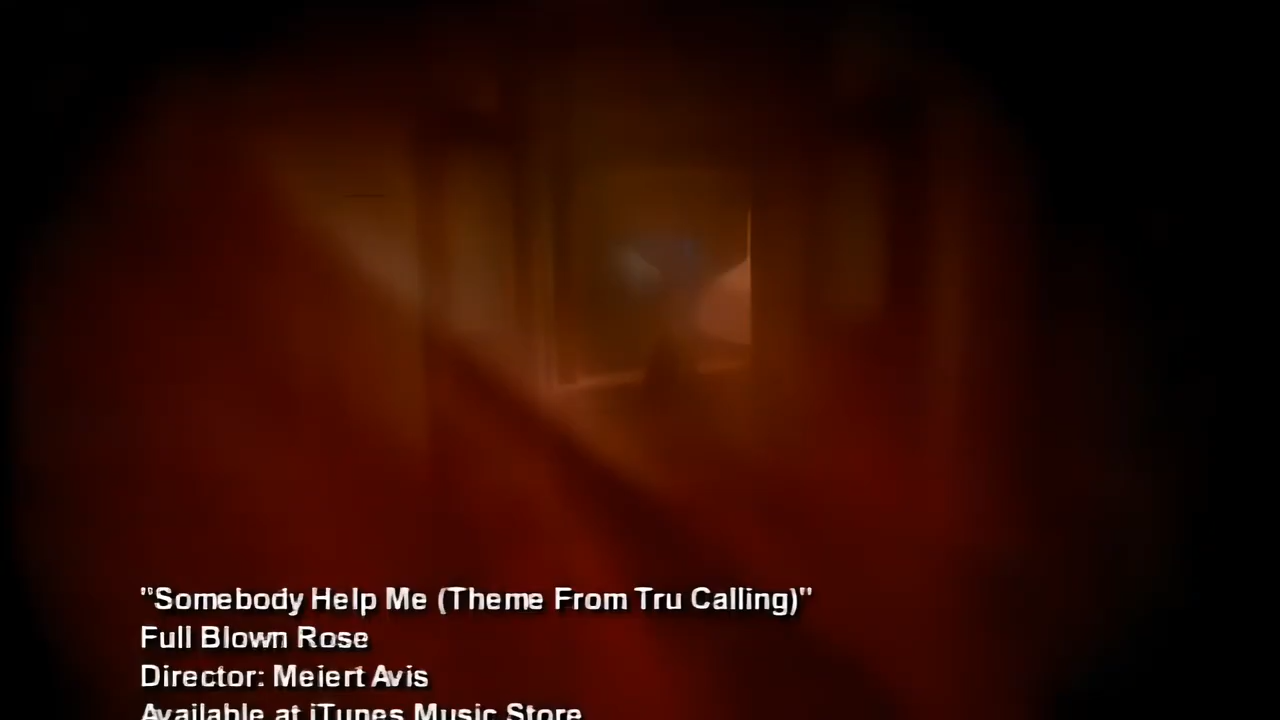 "Somebody Help Me (Theme From Tru Calling)"
Full Blown Rose
Director: Meiert Avis
Available at iTunes Music Store